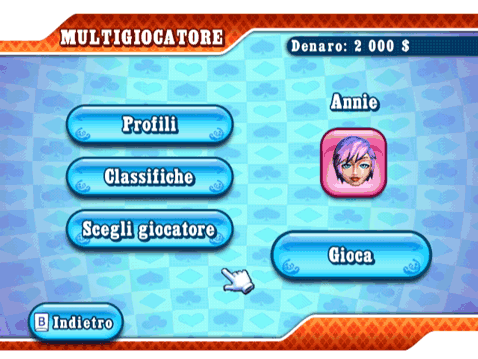 MULTIGIOCATORE
Denaro: 2 000 $
Annie
Profili
Classifiche
Scegli giocatore
Gioca
B Indietro